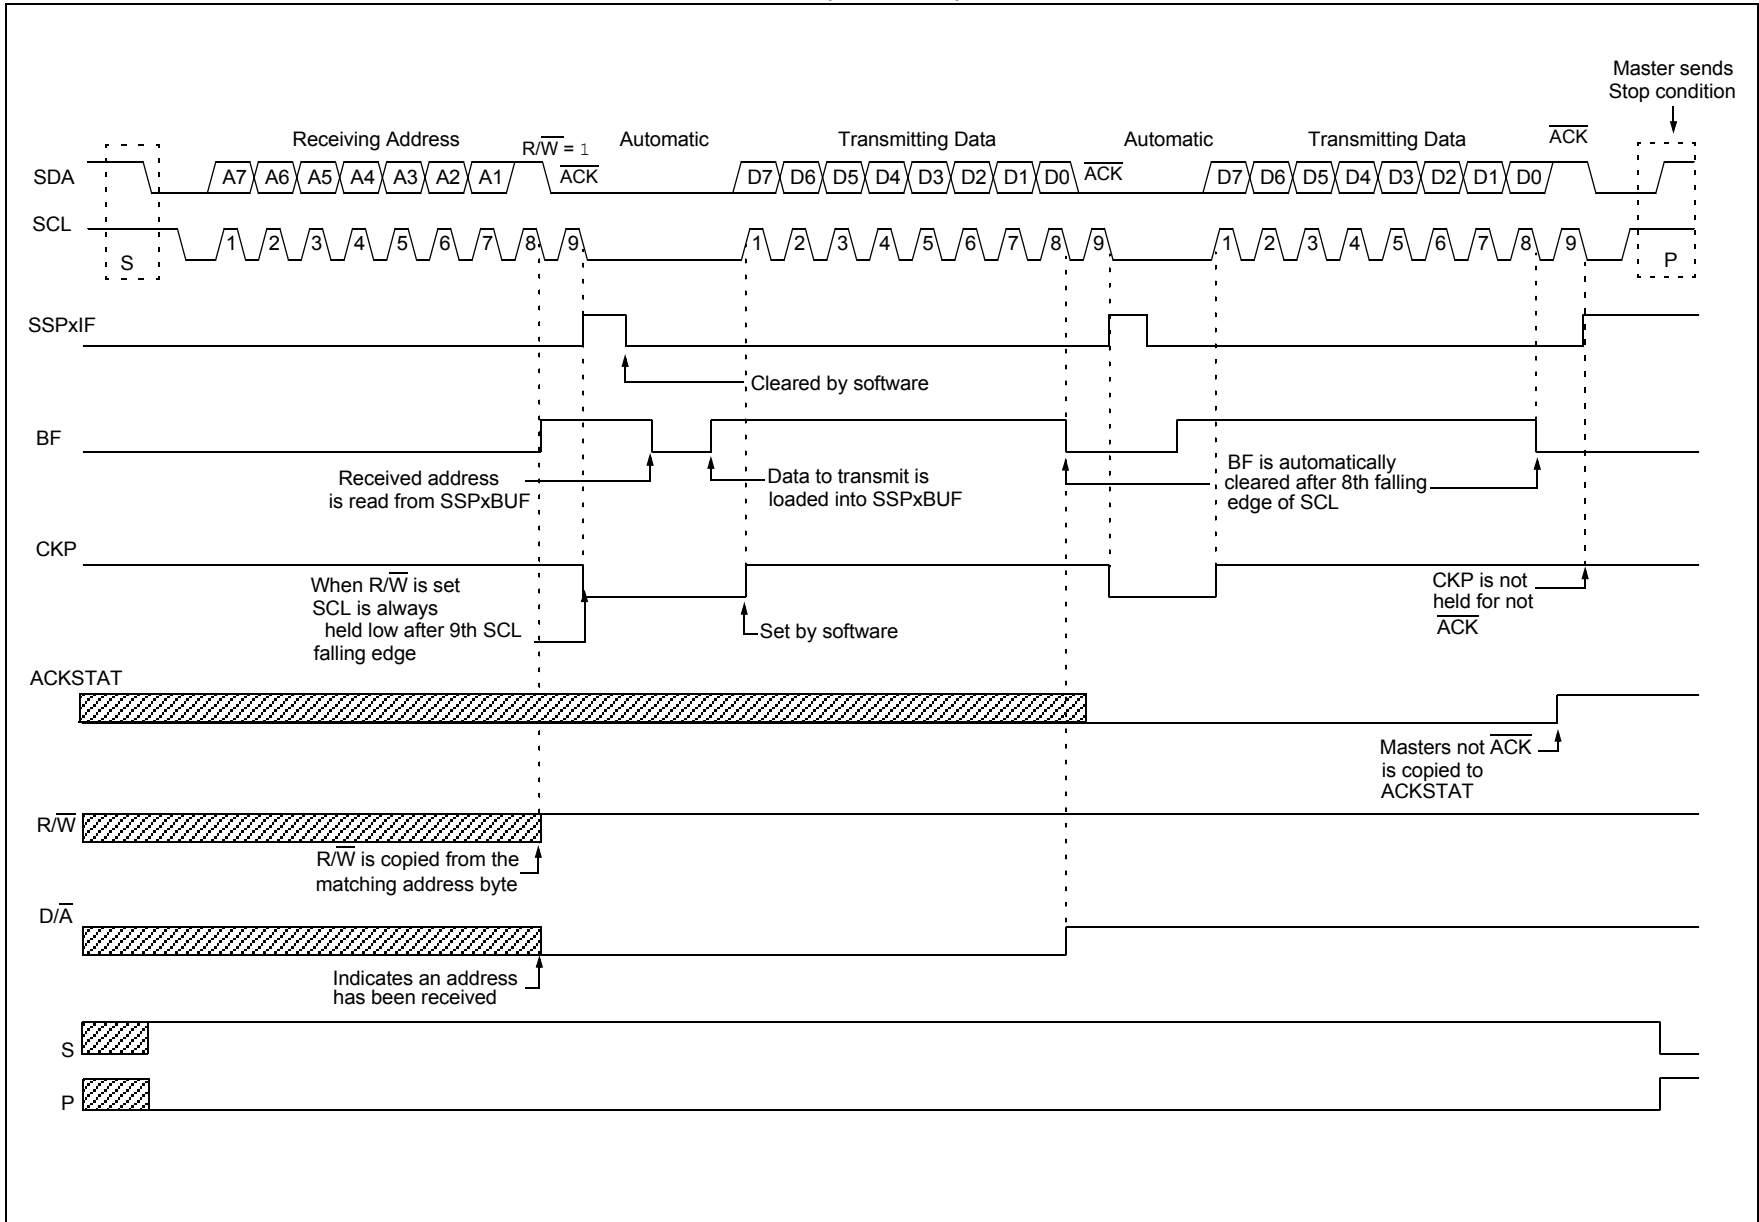 Master sends
Stop condition
Receiving Address
R/W̅ = 1
Automatic
Transmitting Data
Automatic
Transmitting Data
A̅C̅K̅
SDA
A7 A6 A5 A4 A3 A2 A1
A̅C̅K̅
D7 D6 D5 D4 D3 D2 D1 D0
A̅C̅K̅
D7 D6 D5 D4 D3 D2 D1 D0
SCL
1 2 3 4 5 6 7 8 9
1 2 3 4 5 6 7 8 9
1 2 3 4 5 6 7 8 9
S
P
SSPxIF
Cleared by software
BF
Received address
is read from SSPxBUF
Data to transmit is
loaded into SSPxBUF
BF is automatically
cleared after 8th falling
edge of SCL
CKP
When R/W̅ is set
SCL is always
held low after 9th SCL
falling edge
Set by software
CKP is not
held for not
A̅C̅K̅
ACKSTAT
Masters not A̅C̅K̅
is copied to
ACKSTAT
R/W̅
R/W̅ is copied from the
matching address byte
D/A̅
Indicates an address
has been received
S
P